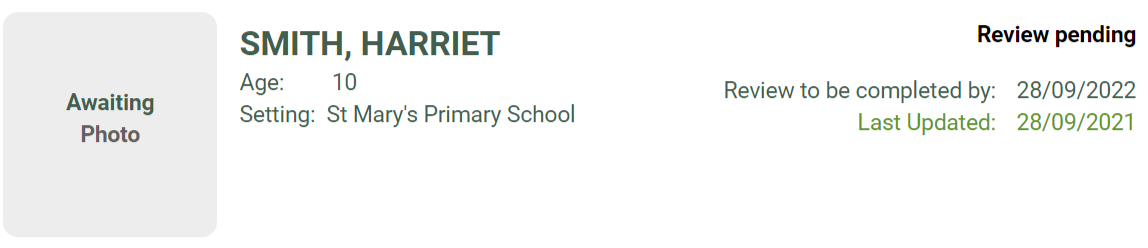 Awaiting
Photo
SMITH, HARRIET
Age: 10
Setting: St Mary's Primary School
Review pending
Review to be completed by: 28/09/2022
Last Updated: 28/09/2021